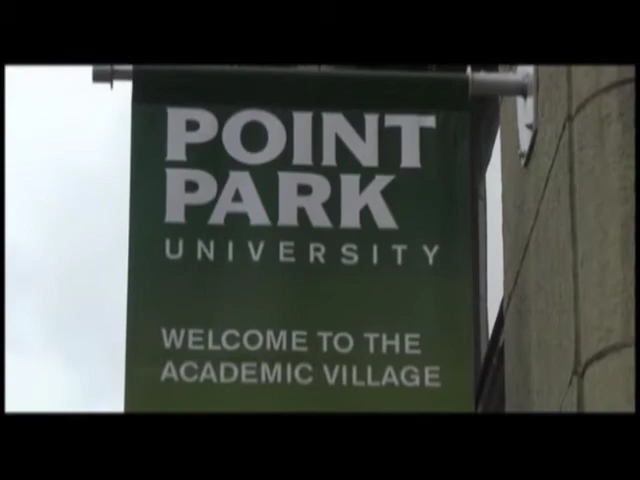 POINT
PARK
UNIVERSITY
WELCOME TO THE
ACADEMIC VILLAGE